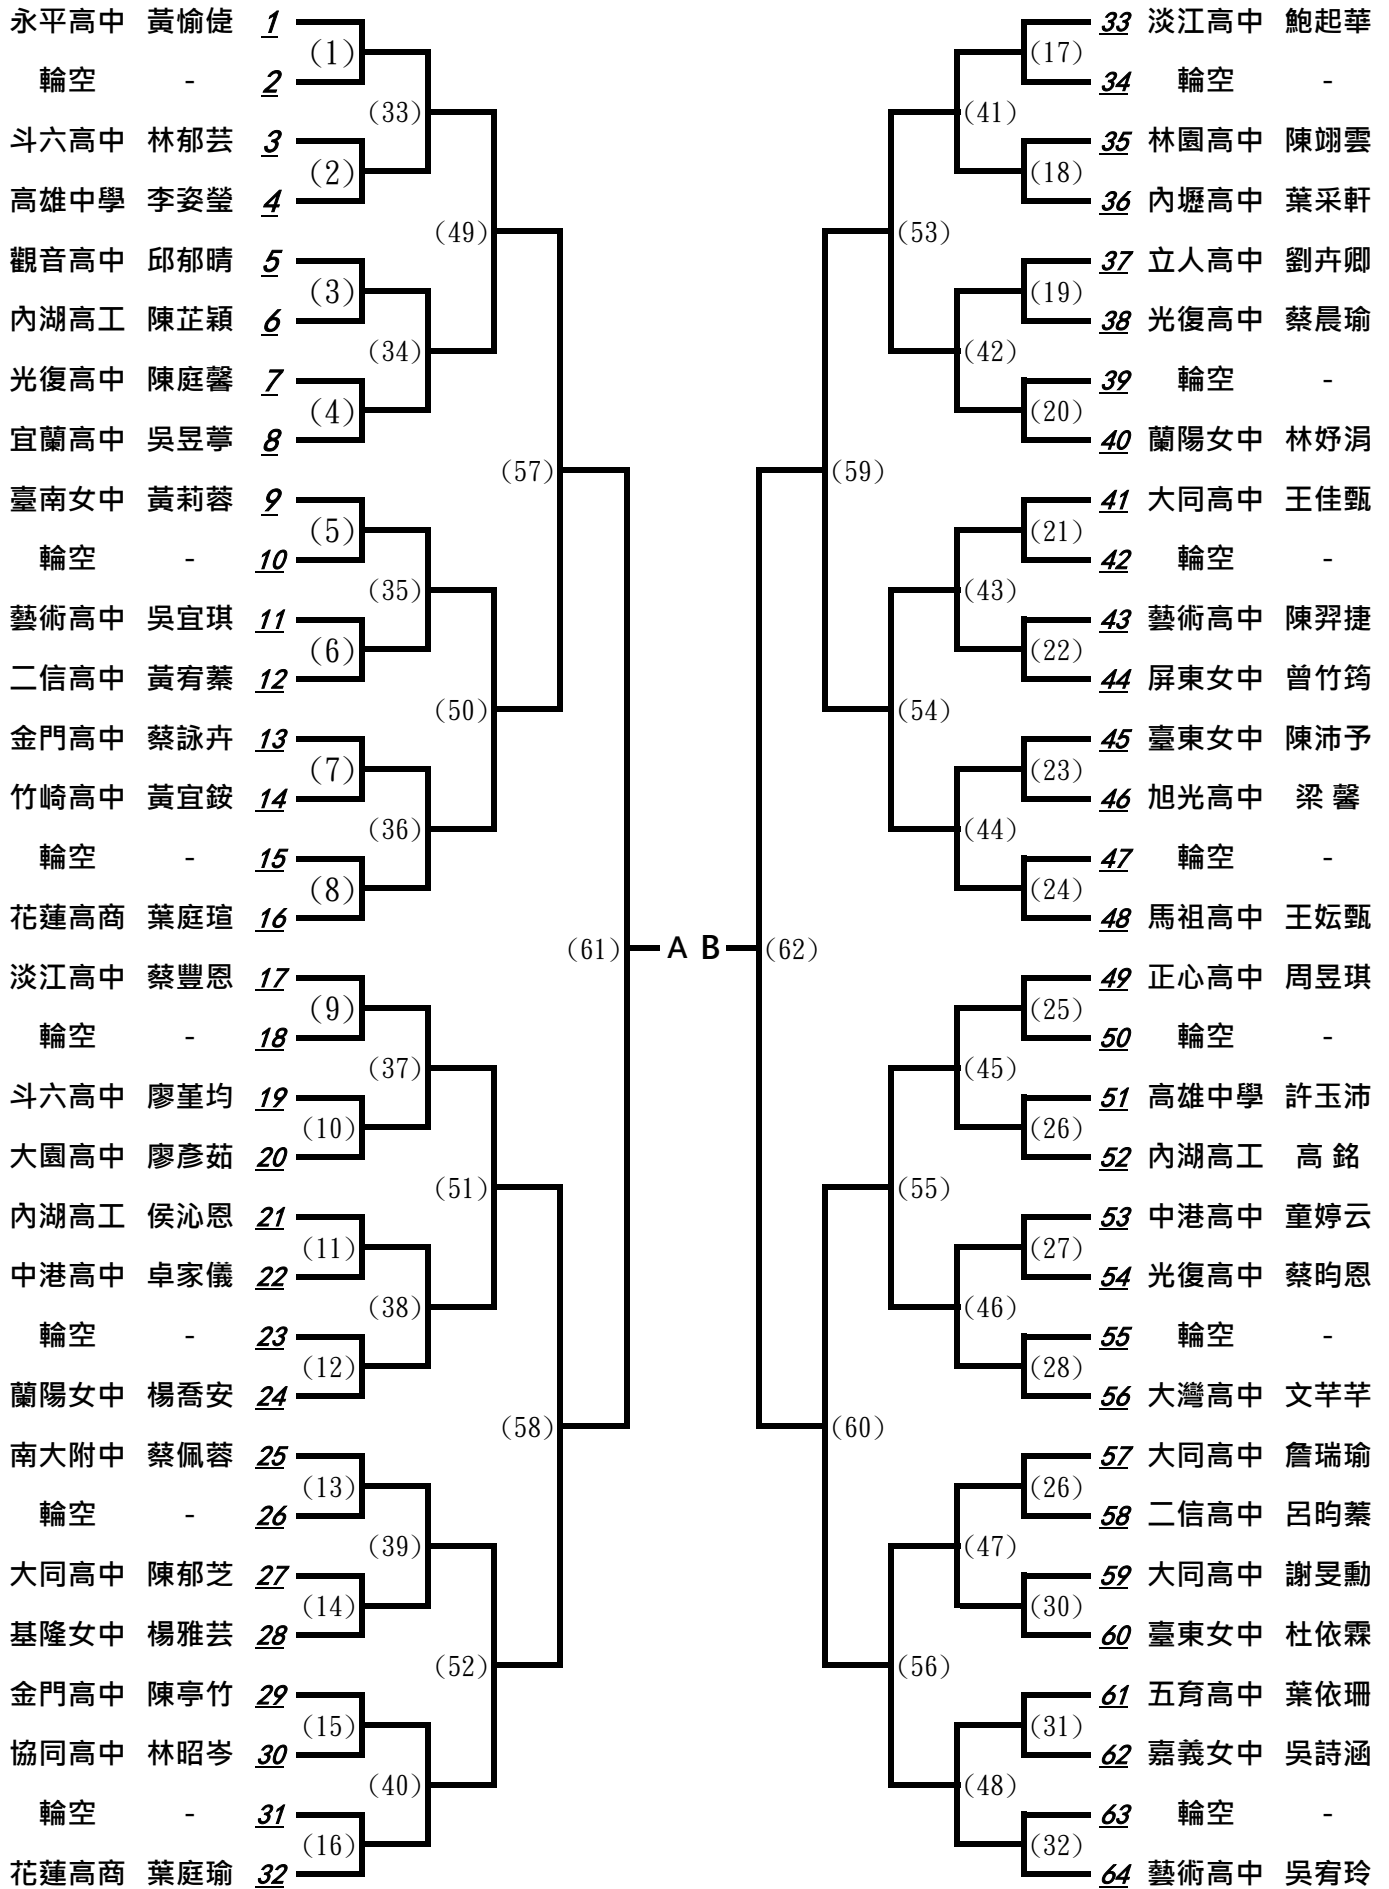 永平高中 黃愉偼 1
(1)
輪空 - 2
(33)
斗六高中 林郁芸 3
(2)
高雄中學 李姿瑩 4
(49)
觀音高中 邱郁晴 5
(3)
內湖高工 陳芷穎 6
(34)
光復高中 陳庭馨 7
(4)
宜蘭高中 吳昱葶 8
(57)
臺南女中 黃莉蓉 9
(5)
輪空 - 10
(35)
藝術高中 吳宜琪 11
(6)
二信高中 黃宥蓁 12
(50)
金門高中 蔡詠卉 13
(7)
竹崎高中 黃宜銨 14
(36)
輪空 - 15
(8)
花蓮高商 葉庭瑄 16
(61) A B (62)
淡江高中 蔡豐恩 17
(9)
輪空 - 18
(37)
斗六高中 廖堇均 19
(10)
大園高中 廖彥茹 20
(51)
內湖高工 侯沁恩 21
(11)
中港高中 卓家儀 22
(38)
輪空 - 23
(12)
蘭陽女中 楊喬安 24
(58)
南大附中 蔡佩蓉 25
(13)
輪空 - 26
(39)
大同高中 陳郁芝 27
(14)
基隆女中 楊雅芸 28
(52)
金門高中 陳亭竹 29
(15)
協同高中 林昭岑 30
(40)
輪空 - 31
(16)
花蓮高商 葉庭瑜 32
33 淡江高中 鮑起華
(17)
34 輪空 -
(41)
35 林園高中 陳翊雲
(18)
36 內壢高中 葉采軒
(53)
37 立人高中 劉卉卿
(19)
38 光復高中 蔡晨瑜
(42)
39 輪空 -
(20)
40 蘭陽女中 林妤涓
(59)
41 大同高中 王佳甄
(21)
42 輪空 -
(43)
43 藝術高中 陳羿捷
(22)
44 屏東女中 曾竹筠
(54)
45 臺東女中 陳沛予
(23)
46 旭光高中 梁 馨
(44)
47 輪空 -
(24)
48 馬祖高中 王妘甄
49 正心高中 周昱琪
(25)
50 輪空 -
(45)
51 高雄中學 許玉沛
(26)
52 內湖高工 高 銘
(55)
53 中港高中 童婷云
(27)
54 光復高中 蔡昀恩
(46)
55 輪空 -
(28)
56 大灣高中 文芊芊
(60)
57 大同高中 詹瑞瑜
(26)
58 二信高中 呂昀蓁
(47)
59 大同高中 謝旻勳
(30)
60 臺東女中 杜依霖
(56)
61 五育高中 葉依珊
(31)
62 嘉義女中 吳詩涵
(48)
63 輪空 -
(32)
64 藝術高中 吳宥玲